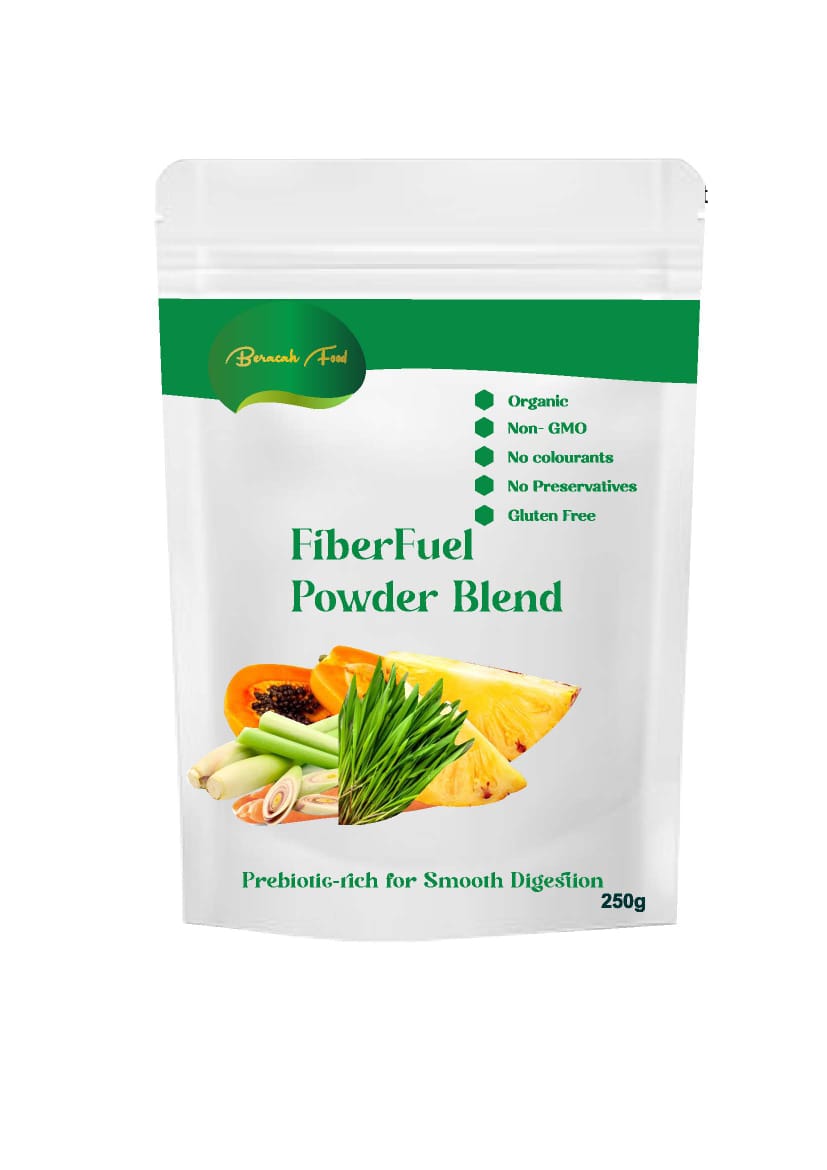 t
Beracah Food
Organic
Non- GMO
No colourants
No Preservatives
Gluten Free
FiberFuel
Powder Blend
Prebiotic-rich for Smooth Digestion
250g